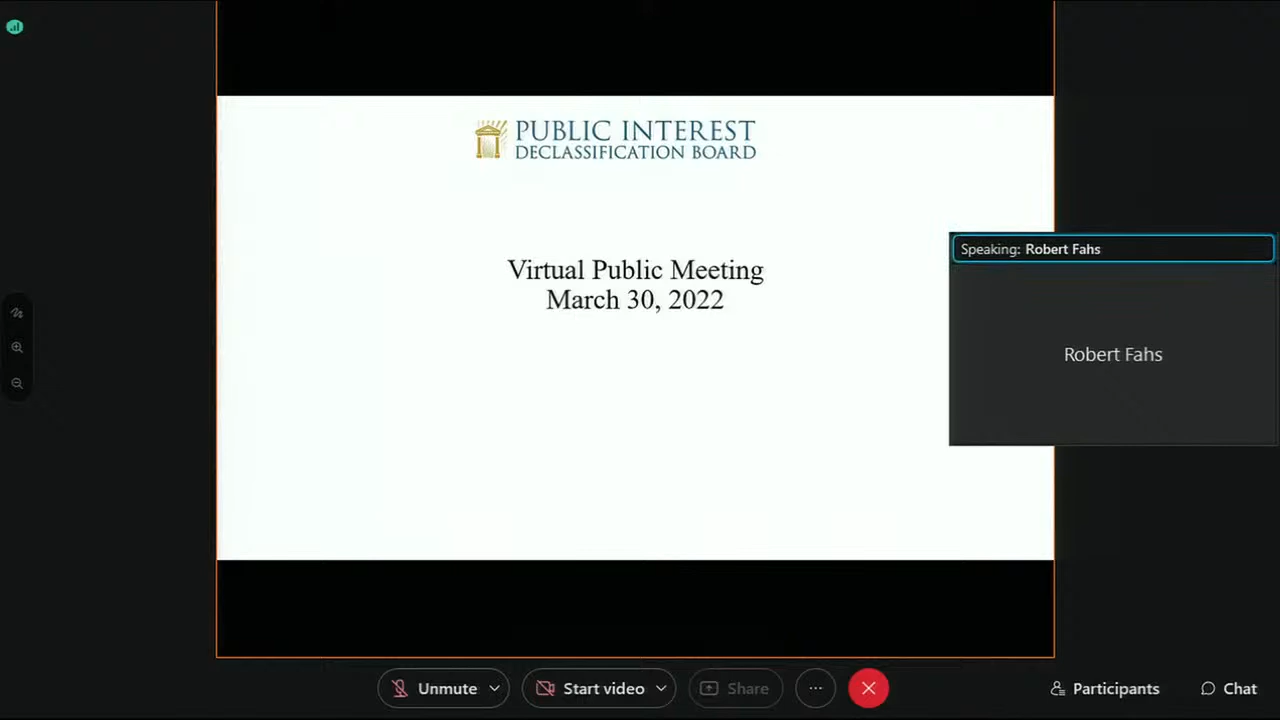 PUBLIC INTEREST
DECLASSIFICATION BOARD
Virtual Public Meeting
March 30, 2022
Speaking: Robert Fahs
Robert Fahs
Unmute
Start video
Share
Participants
Chat